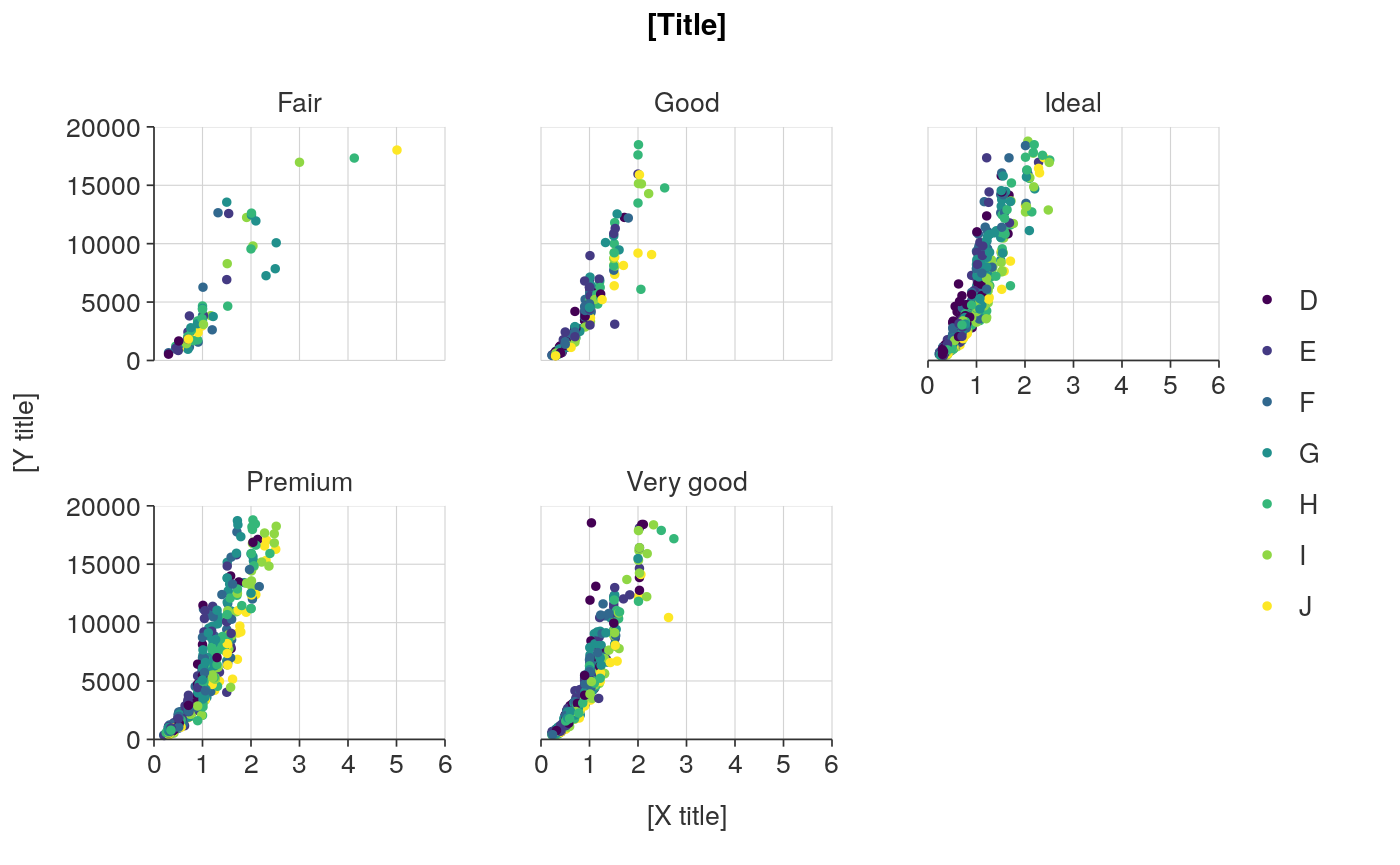 [Title]
Fair
Good
Ideal
20000
15000
10000
5000
0
0 1 2 3 4 5 6
D
E
F
G
H
I
J
[Y title]
Premium
Very good
20000
15000
10000
5000
0
0 1 2 3 4 5 6
0 1 2 3 4 5 6
[X title]